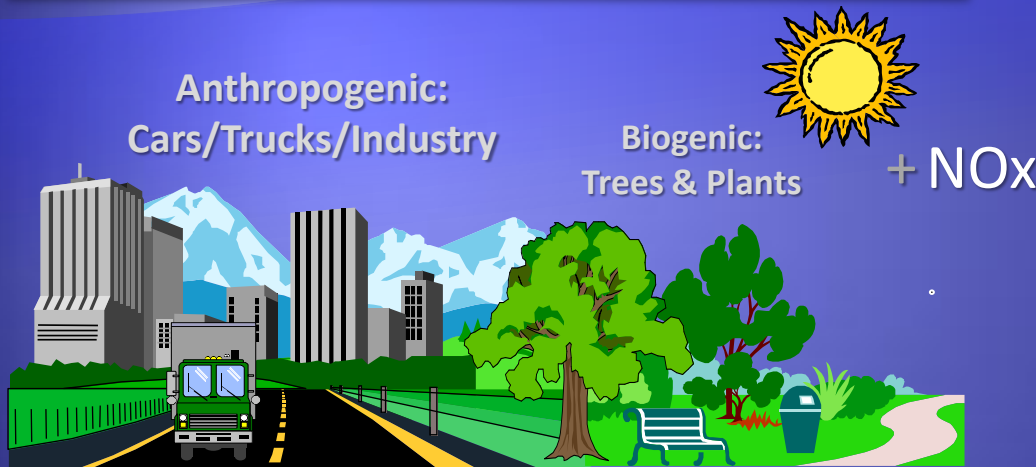 Anthropogenic:
Cars/Trucks/Industry
Biogenic:
Trees & Plants
+ NOx